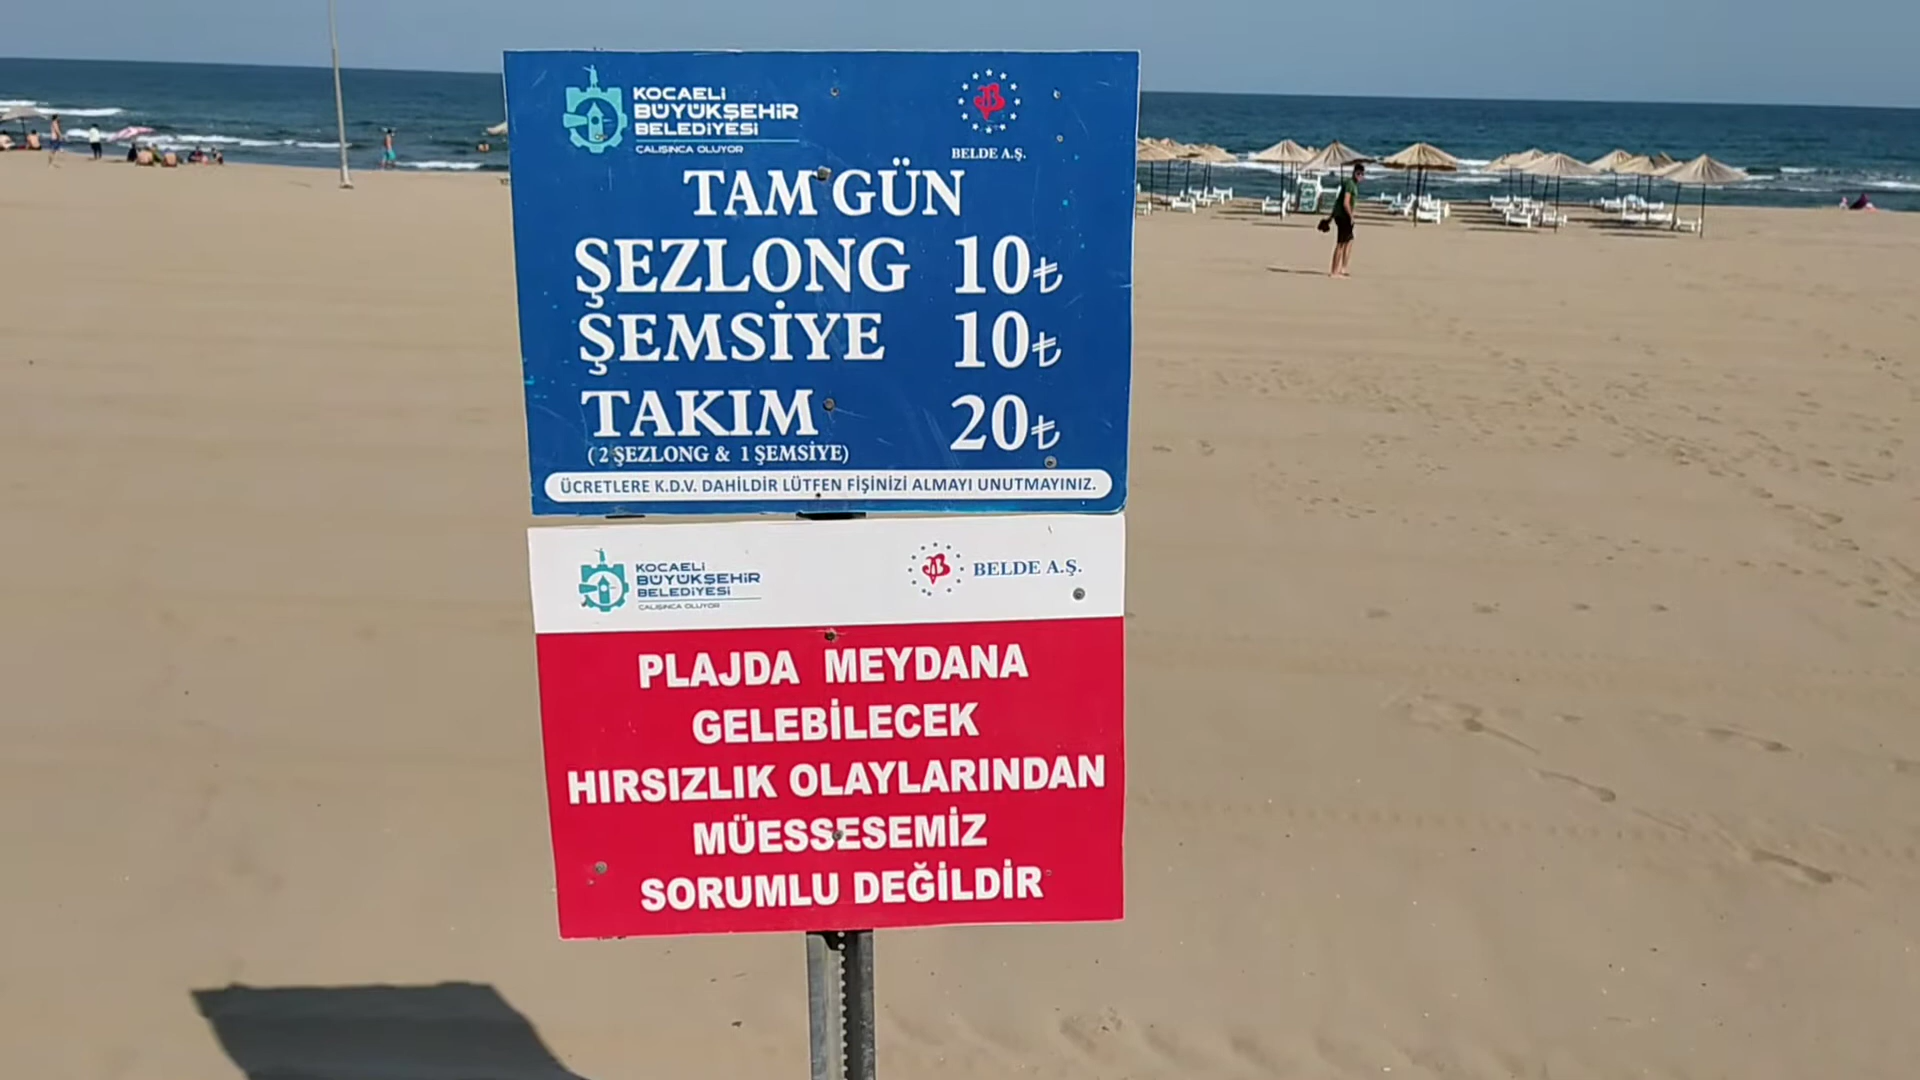 KOCAELİ
BÜYÜKŞEHİR
BELEDİYESİ
ÇALIŞINCA OLUYOR
BELDE A.Ş.
TAM GÜN
ŞEZLONG 10₺
ŞEMSİYE 10₺
TAKIM 20₺
( 2 ŞEZLONG & 1 ŞEMSİYE)
ÜCRETLERE K.D.V. DAHİLDİR LÜTFEN FİŞİNİZİ ALMAYI UNUTMAYINIZ.
KOCAELİ
BÜYÜKŞEHİR
BELEDİYESİ
ÇALIŞINCA OLUYOR
BELDE A.Ş.
PLAJDA MEYDANA
GELEBİLECEK
HIRSIZLIK OLAYLARINDAN
MÜESSESEMİZ
SORUMLU DEĞİLDİR